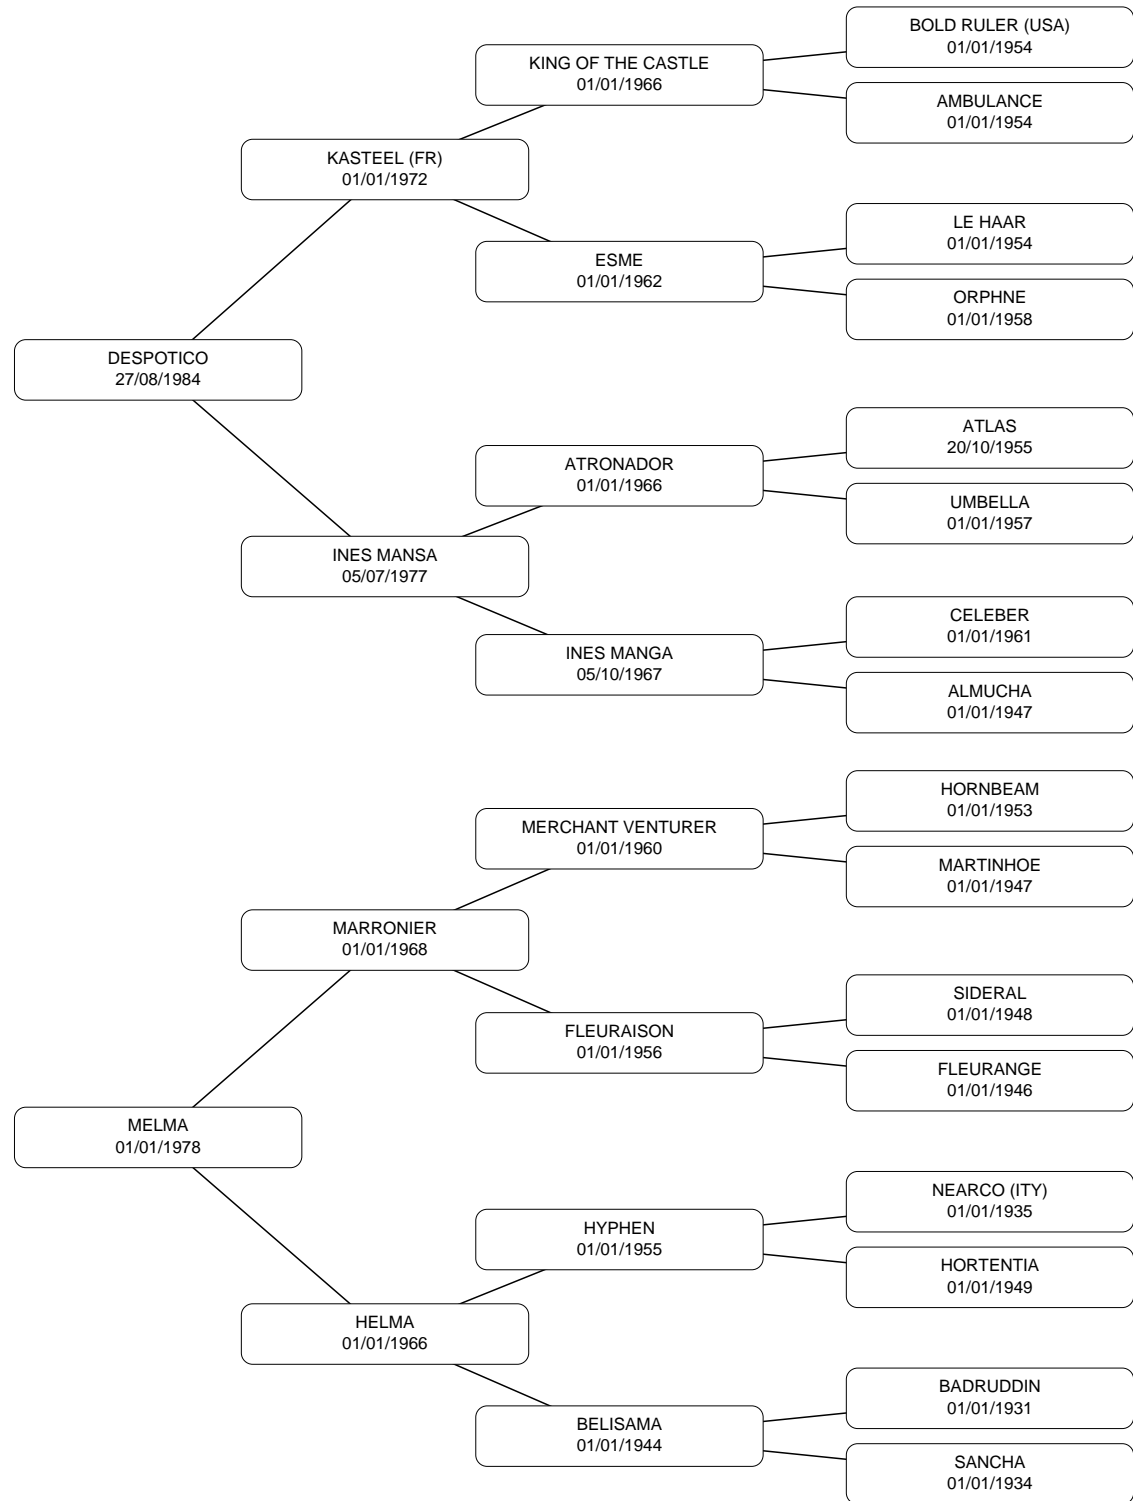 BOLD RULER (USA)
01/01/1954
KING OF THE CASTLE
01/01/1966
AMBULANCE
01/01/1954
KASTEEL (FR)
01/01/1972
LE HAAR
01/01/1954
ESME
01/01/1962
ORPHNE
01/01/1958
DESPOTICO
27/08/1984
ATLAS
20/10/1955
ATRONADOR
01/01/1966
UMBELLA
01/01/1957
INES MANSA
05/07/1977
CELEBER
01/01/1961
INES MANGA
05/10/1967
ALMUCHA
01/01/1947
HORNBEAM
01/01/1953
MERCHANT VENTURER
01/01/1960
MARTINHOE
01/01/1947
MARRONIER
01/01/1968
SIDERAL
01/01/1948
FLEURAISON
01/01/1956
FLEURANGE
01/01/1946
MELMA
01/01/1978
NEARCO (ITY)
01/01/1935
HYPHEN
01/01/1955
HORTENTIA
01/01/1949
HELMA
01/01/1966
BADRUDDIN
01/01/1931
BELISAMA
01/01/1944
SANCHA
01/01/1934